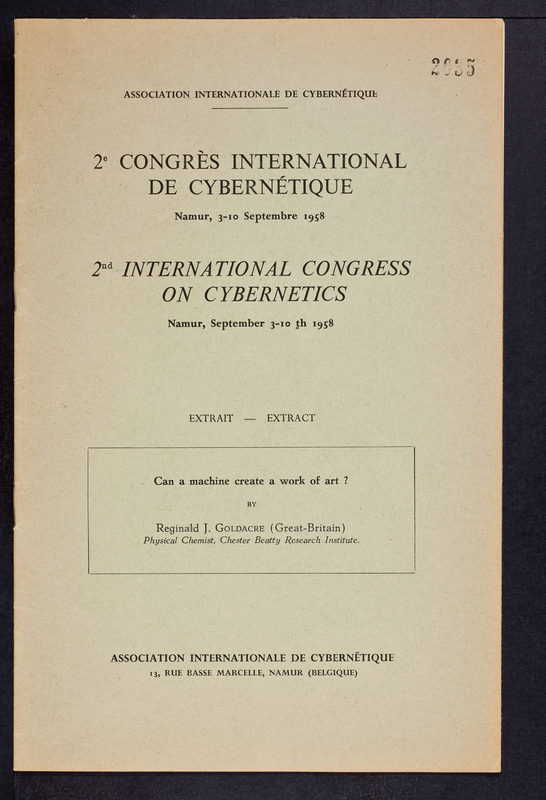 2035
ASSOCIATION INTERNATIONALE DE CYBERNÉTIQUE
2e CONGRÈS INTERNATIONAL
DE CYBERNÉTIQUE
Namur, 3-10 Septembre 1958
2nd INTERNATIONAL CONGRESS
ON CYBERNETICS
Namur, September 3-10 th 1958
EXTRAIT — EXTRACT
Can a machine create a work of art ?
BY
Reginald J. GOLDACRE (Great-Britain)
Physical Chemist, Chester Beatty Research Institute.
ASSOCIATION INTERNATIONALE DE CYBERNÉTIQUE
13, RUE BASSE MARCELLE, NAMUR (BELGIQUE)